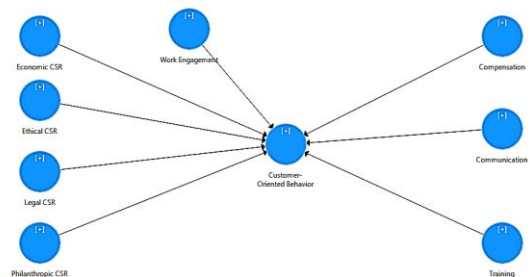 [+]
Economic CSR
[+]
Work Engagement
[+]
Compensation
[+]
Ethical CSR
[+]
Customer-
Oriented Behavior
[+]
Communication
[+]
Legal CSR
[+]
Philanthropic CSR
[+]
Training